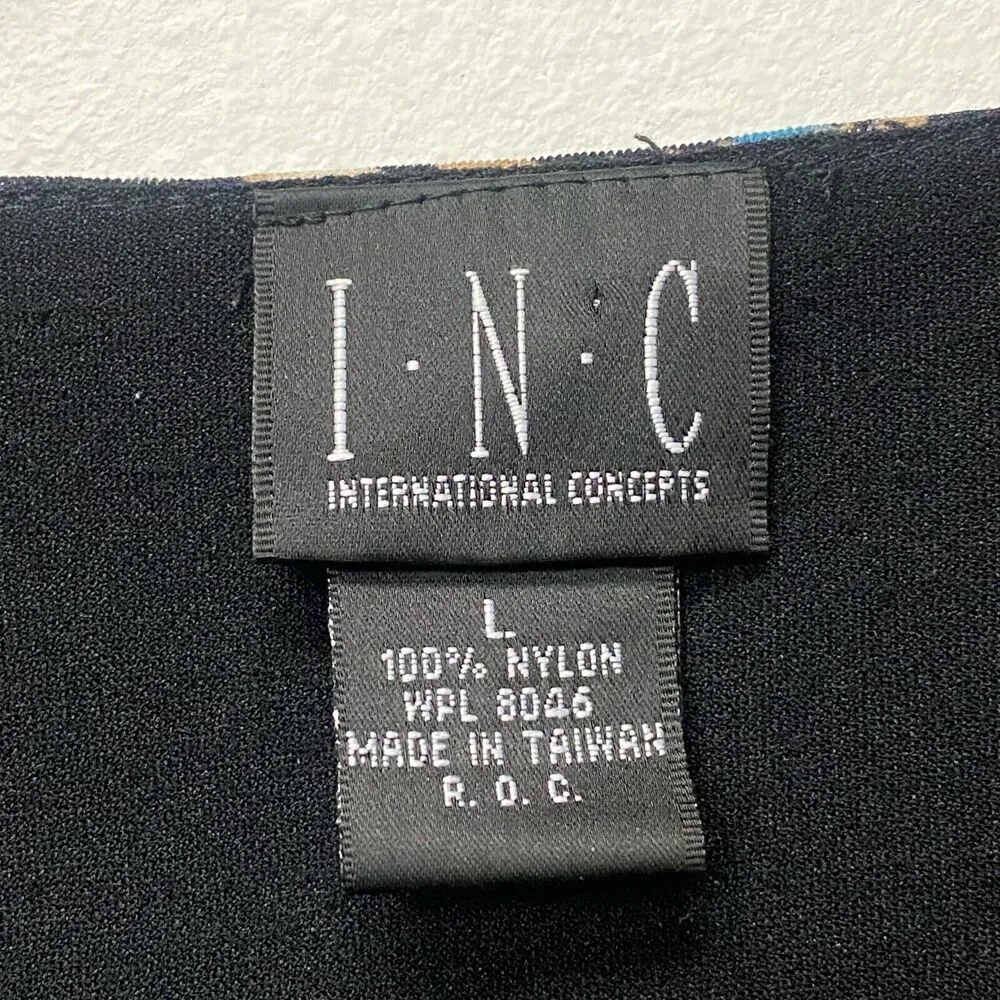 I·N·C
INTERNATIONAL CONCEPTS
L
100% NYLON
WPL 8046
MADE IN TAIWAN
R. O. C.